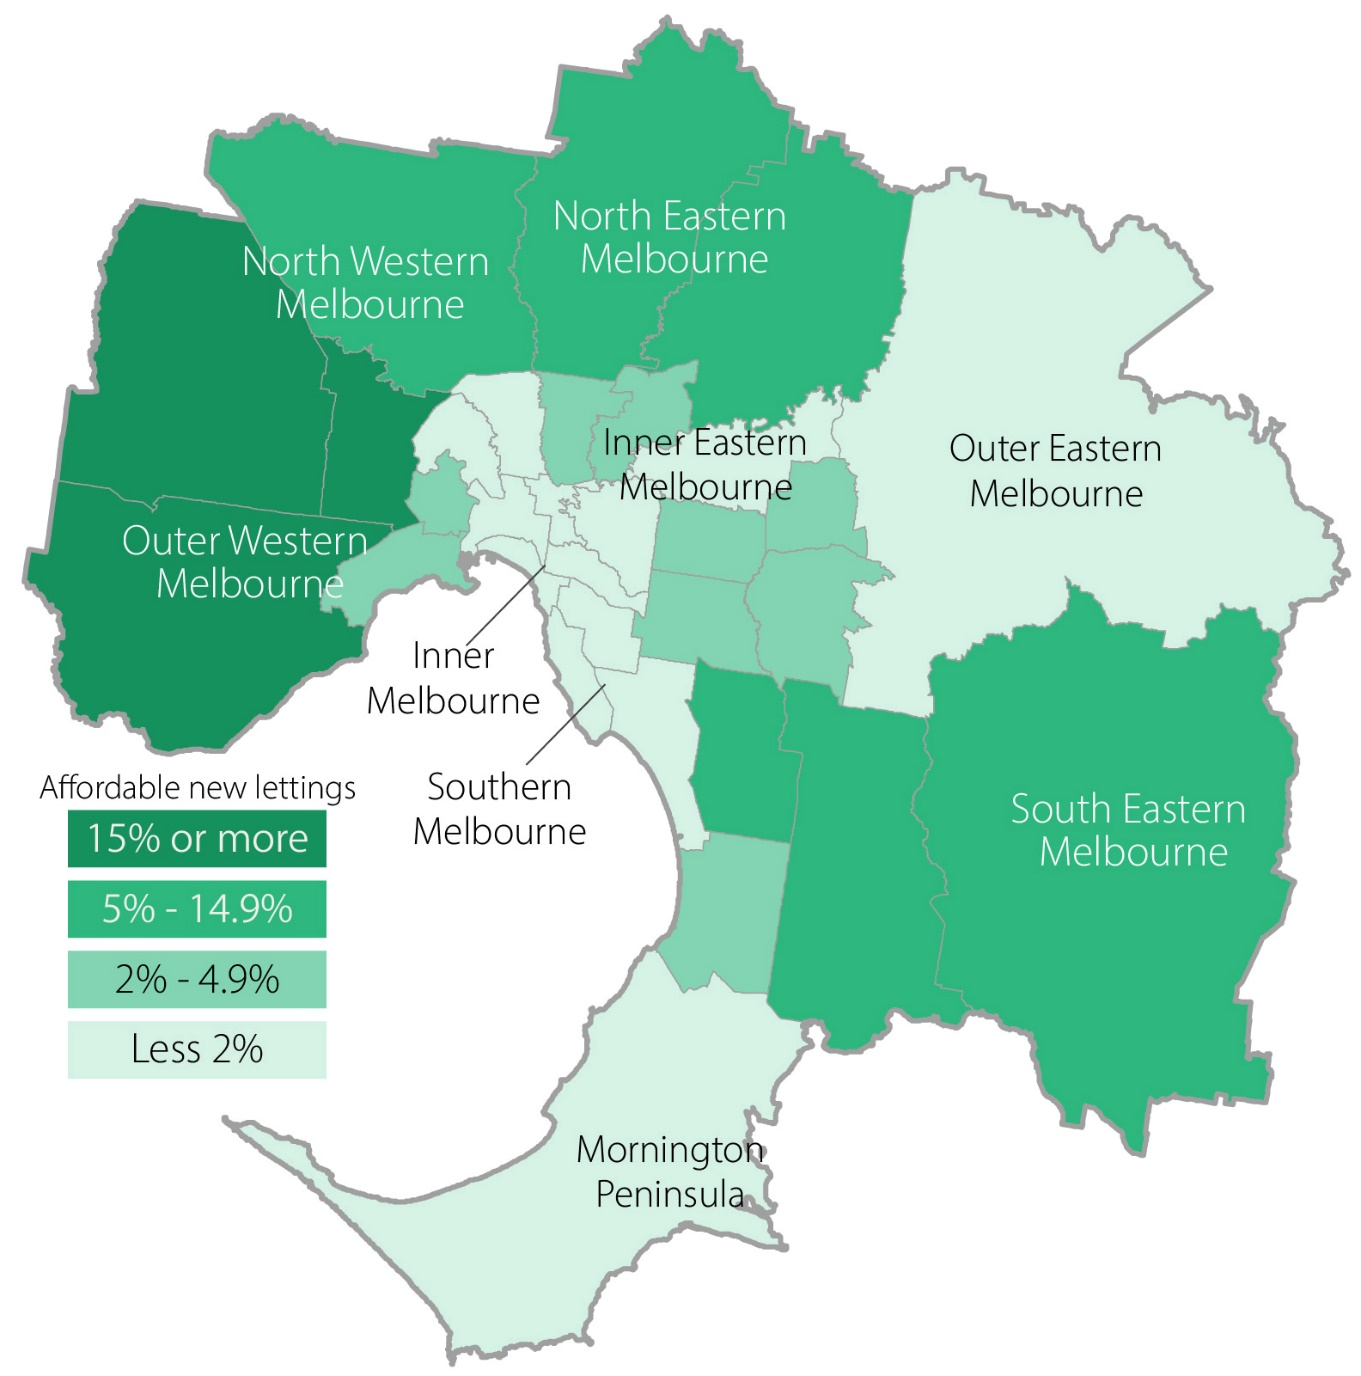 North Eastern
Melbourne
North Western
Melbourne
Inner Eastern
Melbourne
Outer Eastern
Melbourne
Outer Western
Melbourne
Inner
Melbourne
Southern
Melbourne
South Eastern
Melbourne
Mornington
Peninsula
Affordable new lettings
15% or more
5% - 14.9%
2% - 4.9%
Less 2%